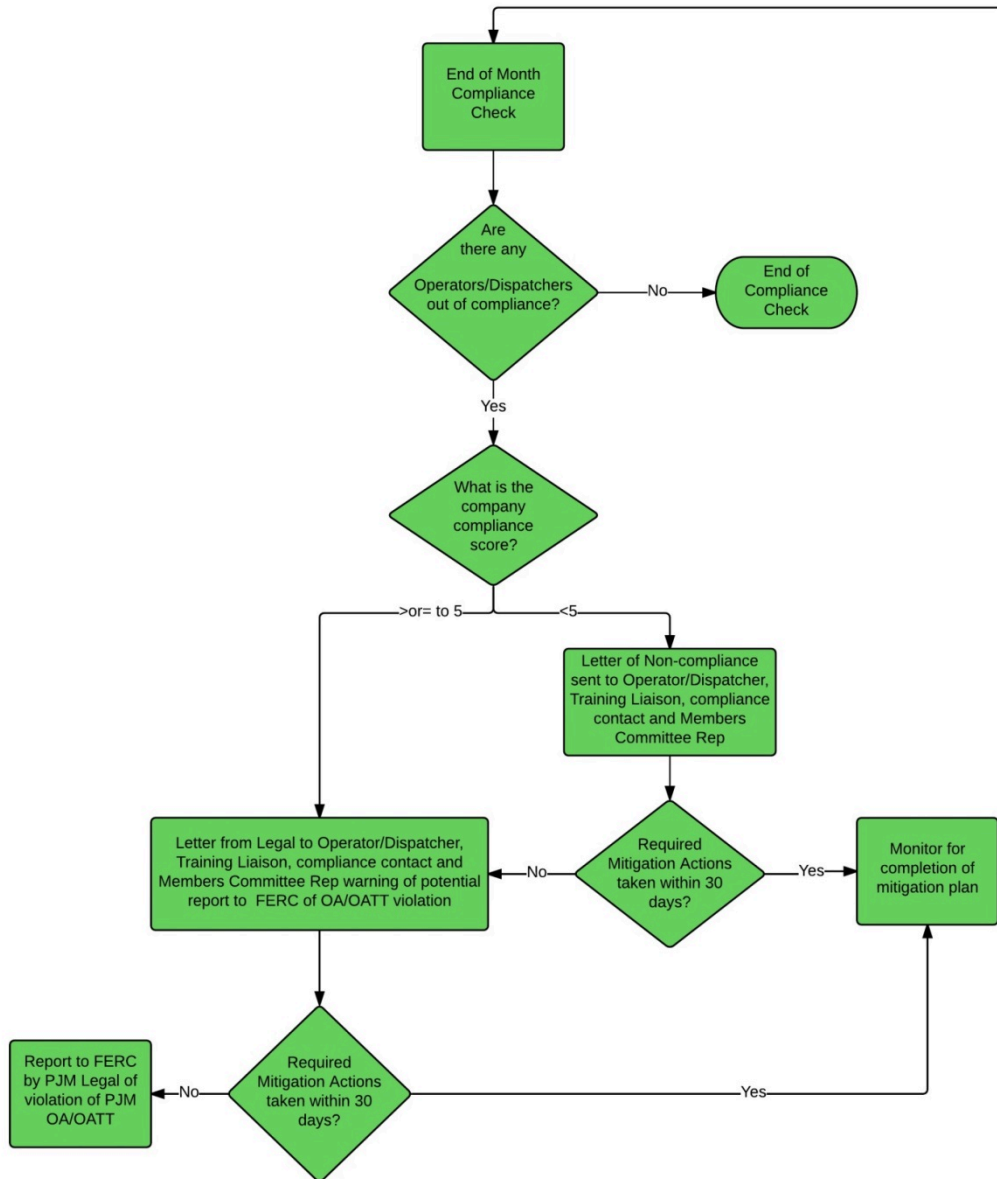 End of Month
Compliance
Check
Are
there any
Operators/Dispatchers
out of compliance?
No
End of
Compliance
Check
Yes
What is the
company
compliance
score?
>or= to 5
<5
Letter of Non-compliance
sent to Operator/Dispatcher,
Training Liaison, compliance
contact and Members
Committee Rep
Letter from Legal to Operator/Dispatcher,
Training Liaison, compliance contact and
Members Committee Rep warning of potential
report to FERC of OA/OATT violation
No
Required
Mitigation Actions
taken within 30
days?
Yes
Monitor for
completion of
mitigation plan
Report to FERC
by PJM Legal of
violation of PJM
OA/OATT
No
Required
Mitigation Actions
taken within 30
days?
Yes